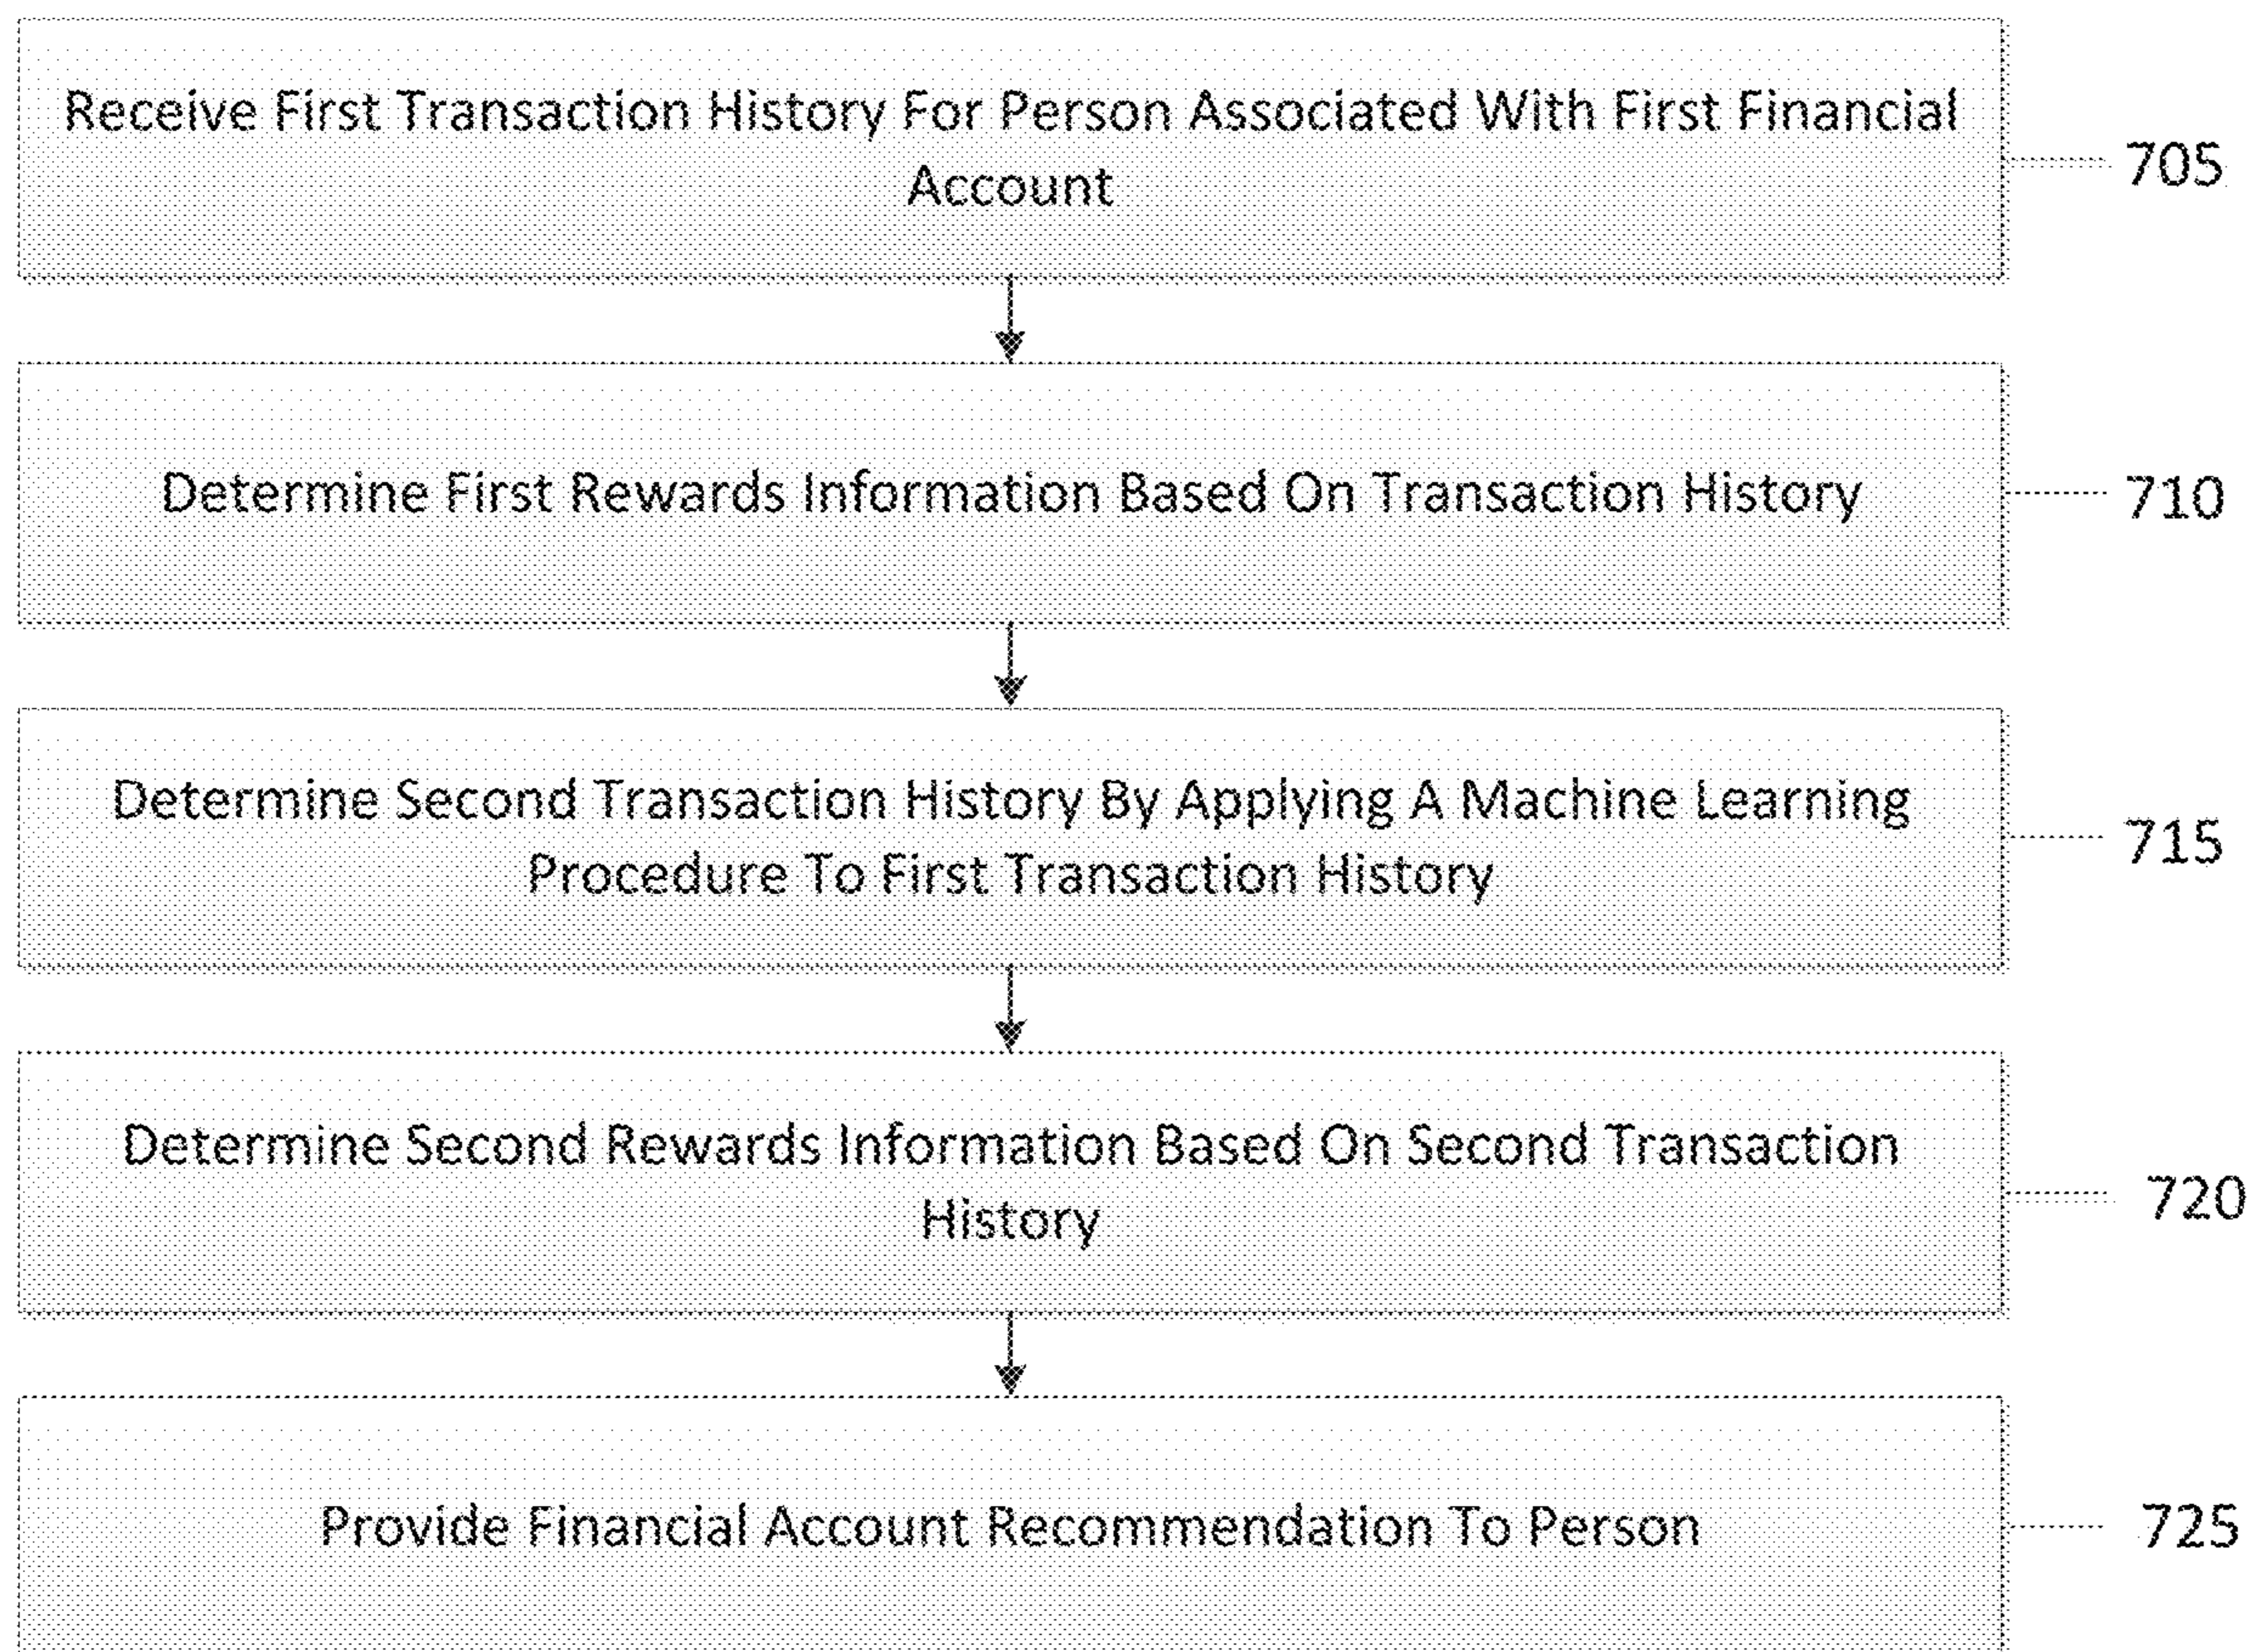 Receive First Transaction History For Person Associated With First Financial
Account
705
Determine First Rewards Information Based On Transaction History
710
Determine Second Transaction History By Applying A Machine Learning
Procedure To First Transaction History
715
Determine Second Rewards Information Based On Second Transaction
History
720
Provide Financial Account Recommendation To Person
725